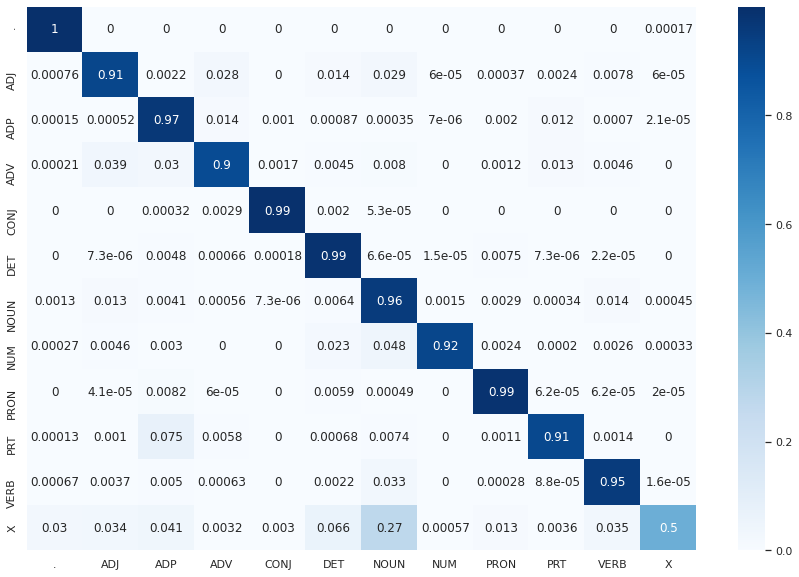 . 1 0 0 0 0 0 0 0 0 0 0 0.00017
ADJ 0.00076 0.91 0.0022 0.028 0 0.014 0.029 6e-05 0.00037 0.0024 0.0078 6e-05
ADP 0.00015 0.00052 0.97 0.014 0.001 0.00087 0.00035 7e-06 0.002 0.012 0.0007 2.1e-05
ADV 0.00021 0.039 0.03 0.9 0.0017 0.0045 0.008 0 0.0012 0.013 0.0046 0
CONJ 0 0 0.00032 0.0029 0.99 0.002 5.3e-05 0 0 0 0 0
DET 0 7.3e-06 0.0048 0.00066 0.00018 0.99 6.6e-05 1.5e-05 0.0075 7.3e-06 2.2e-05 0
NOUN 0.0013 0.013 0.0041 0.00056 7.3e-06 0.0064 0.96 0.0015 0.0029 0.00034 0.014 0.00045
NUM 0.00027 0.0046 0.003 0 0 0.023 0.048 0.92 0.0024 0.0002 0.0026 0.00033
PRON 0 4.1e-05 0.0082 6e-05 0 0.0059 0.00049 0 0.99 6.2e-05 6.2e-05 2e-05
PRT 0.00013 0.001 0.075 0.0058 0 0.00068 0.0074 0 0.0011 0.91 0.0014 0
VERB 0.00067 0.0037 0.005 0.00063 0 0.0022 0.033 0 0.00028 8.8e-05 0.95 1.6e-05
X 0.03 0.034 0.041 0.0032 0.003 0.066 0.27 0.00057 0.013 0.0036 0.035 0.5
. ADJ ADP ADV CONJ DET NOUN NUM PRON PRT VERB X
0.8
0.6
0.4
0.2
0.0